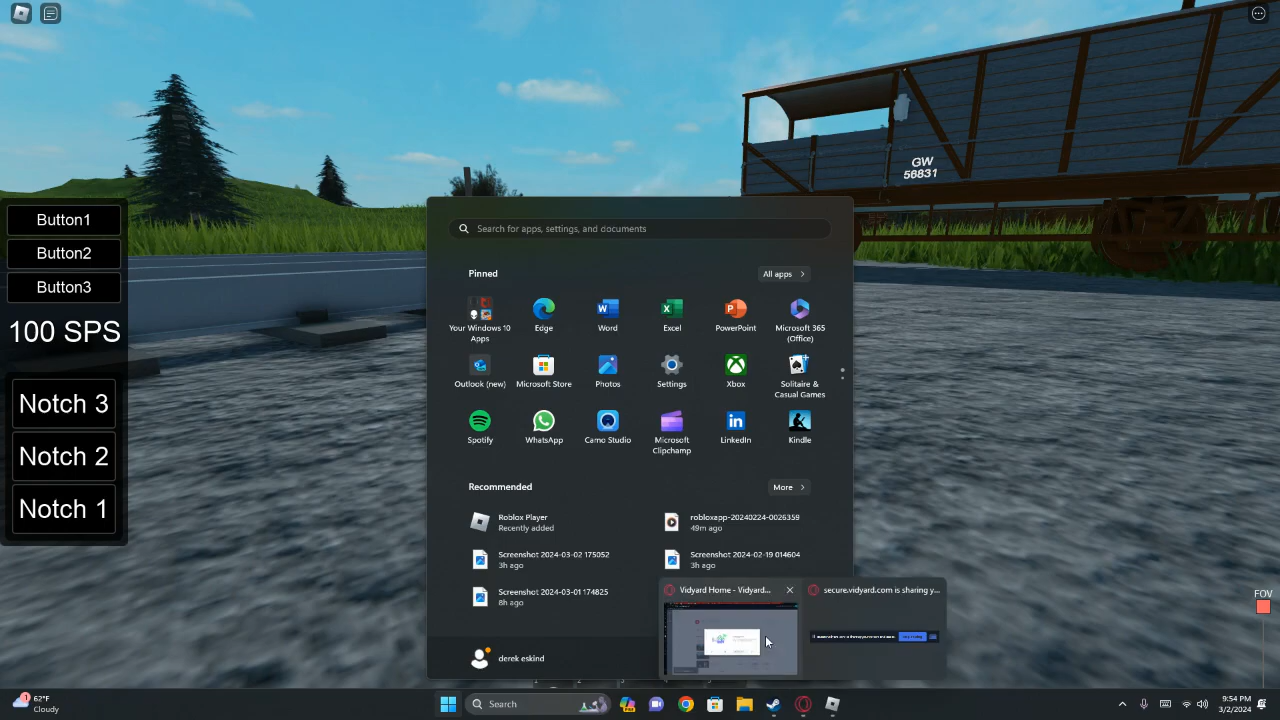 GW
56831
Button1
Button2
Button3
100 SPS
Notch 3
Notch 2
Notch 1
Search for apps, settings, and documents
Pinned
All apps
Your Windows 10
Apps
Edge
Word
Excel
PowerPoint
Microsoft 365
(Office)
Outlook (new)
Microsoft Store
Photos
Settings
Xbox
Solitaire &
Casual Games
Spotify
WhatsApp
Camo Studio
Microsoft
Clipchamp
LinkedIn
Kindle
Recommended
More
Roblox Player
Recently added
robloxapp-20240224-0026359
49m ago
Screenshot 2024-03-02 175052
3h ago
Screenshot 2024-02-19 014604
3h ago
Screenshot 2024-03-01 174825
8h ago
Vidyard Home - Vidyard...
secure.vidyard.com is sharing y...
derek eskind
FOV
1
62°F
Cloudy
Search
9:54 PM
3/2/2024